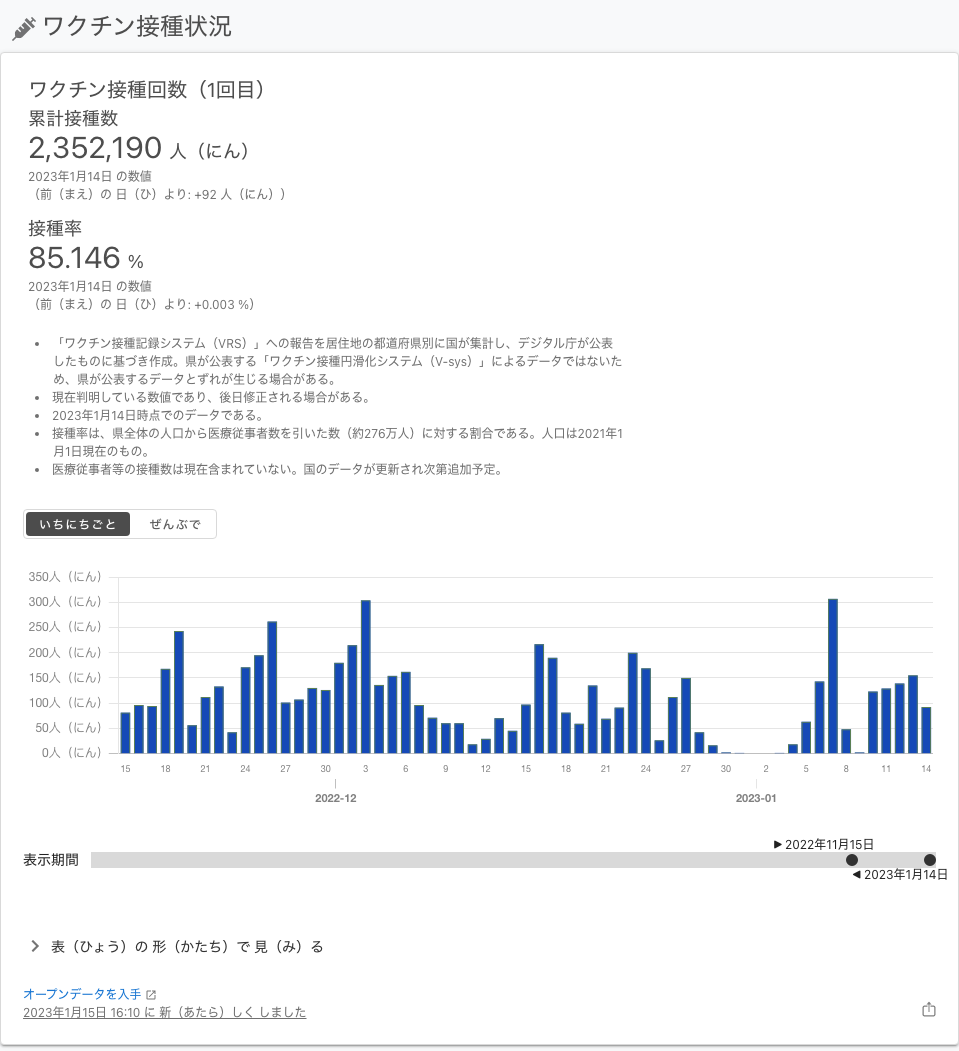 ワクチン接種状況
ワクチン接種回数（1回目）
累計接種数
2,352,190 人（にん）
2023年1月14日 の数値
（前（まえ）の 日（ひ）より: +92 人（にん））
接種率
85.146 %
2023年1月14日 の数値
（前（まえ）の 日（ひ）より: +0.003 %）
• 「ワクチン接種記録システム（VRS）」への報告を居住地の都道府県別に国が集計し、デジタル庁が公表
したものに基づき作成。県が公表する「ワクチン接種円滑化システム（V-sys）」によるデータではないた
め、県が公表するデータとずれが生じる場合がある。
• 現在判明している数値であり、後日修正される場合がある。
• 2023年1月14日時点でのデータである。
• 接種率は、県全体の人口から医療従事者数を引いた数（約276万人）に対する割合である。人口は2021年1
月1日現在のもの。
• 医療従事者等の接種数は現在含まれていない。国のデータが更新され次第追加予定。
いちにちごと ぜんぶで
350人（にん）
300人（にん）
250人（にん）
200人（にん）
150人（にん）
100人（にん）
50人（にん）
0人（にん）
15 18 21 24 27 30 3 6 9 12 15 18 21 24 27 30 2 5 8 11 14
2022-12 2023-01
▶ 2022年11月15日
表示期間
◀ 2023年1月14日
表（ひょう）の 形（かたち）で 見（み）る
オープンデータを入手
2023年1月15日 16:10 に 新（あたら）しく しました